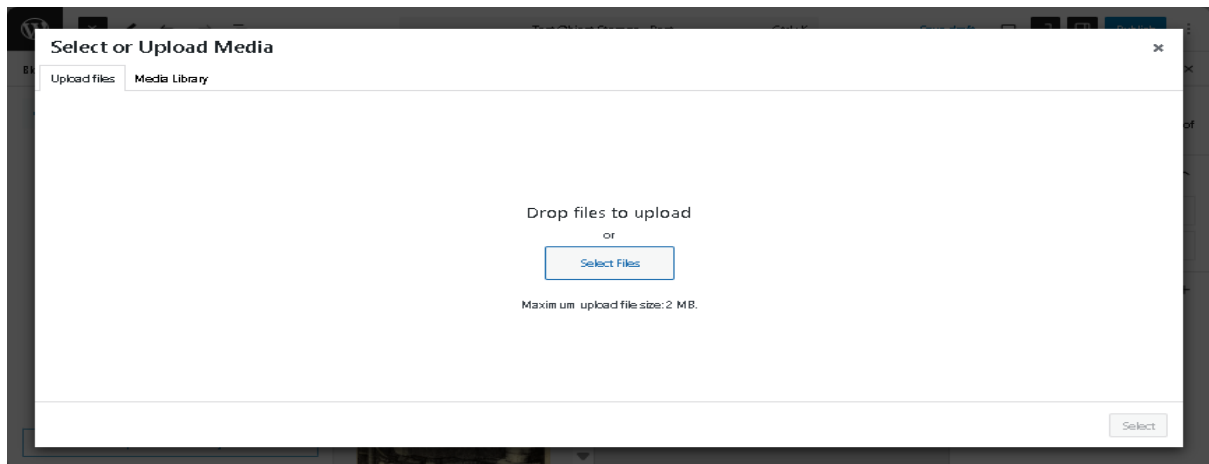 Select or Upload Media
Upload files Media Library
of
Drop files to upload
or
Select Files
Maximum upload file size: 2 MB.
Select